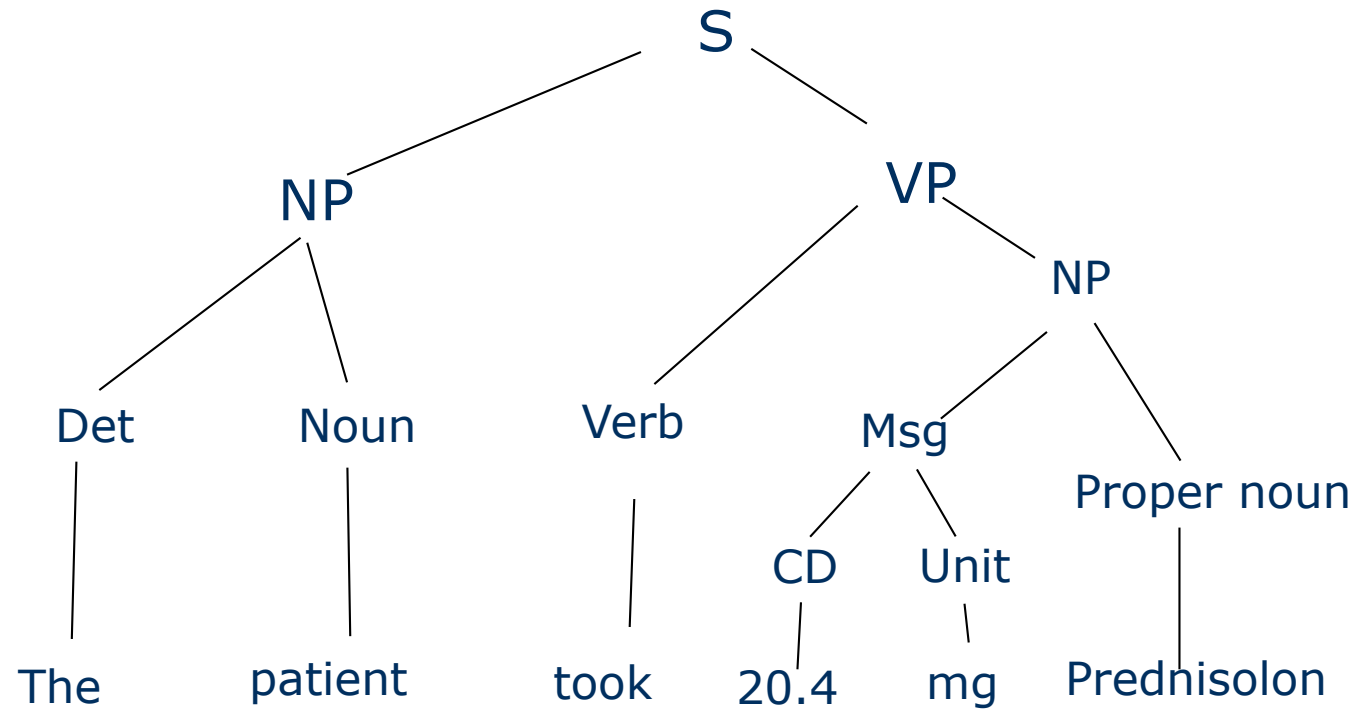 S
NP VP
NP
Det Noun Verb Msg
Proper noun
CD Unit
The patient took 20.4 mg Prednisolon